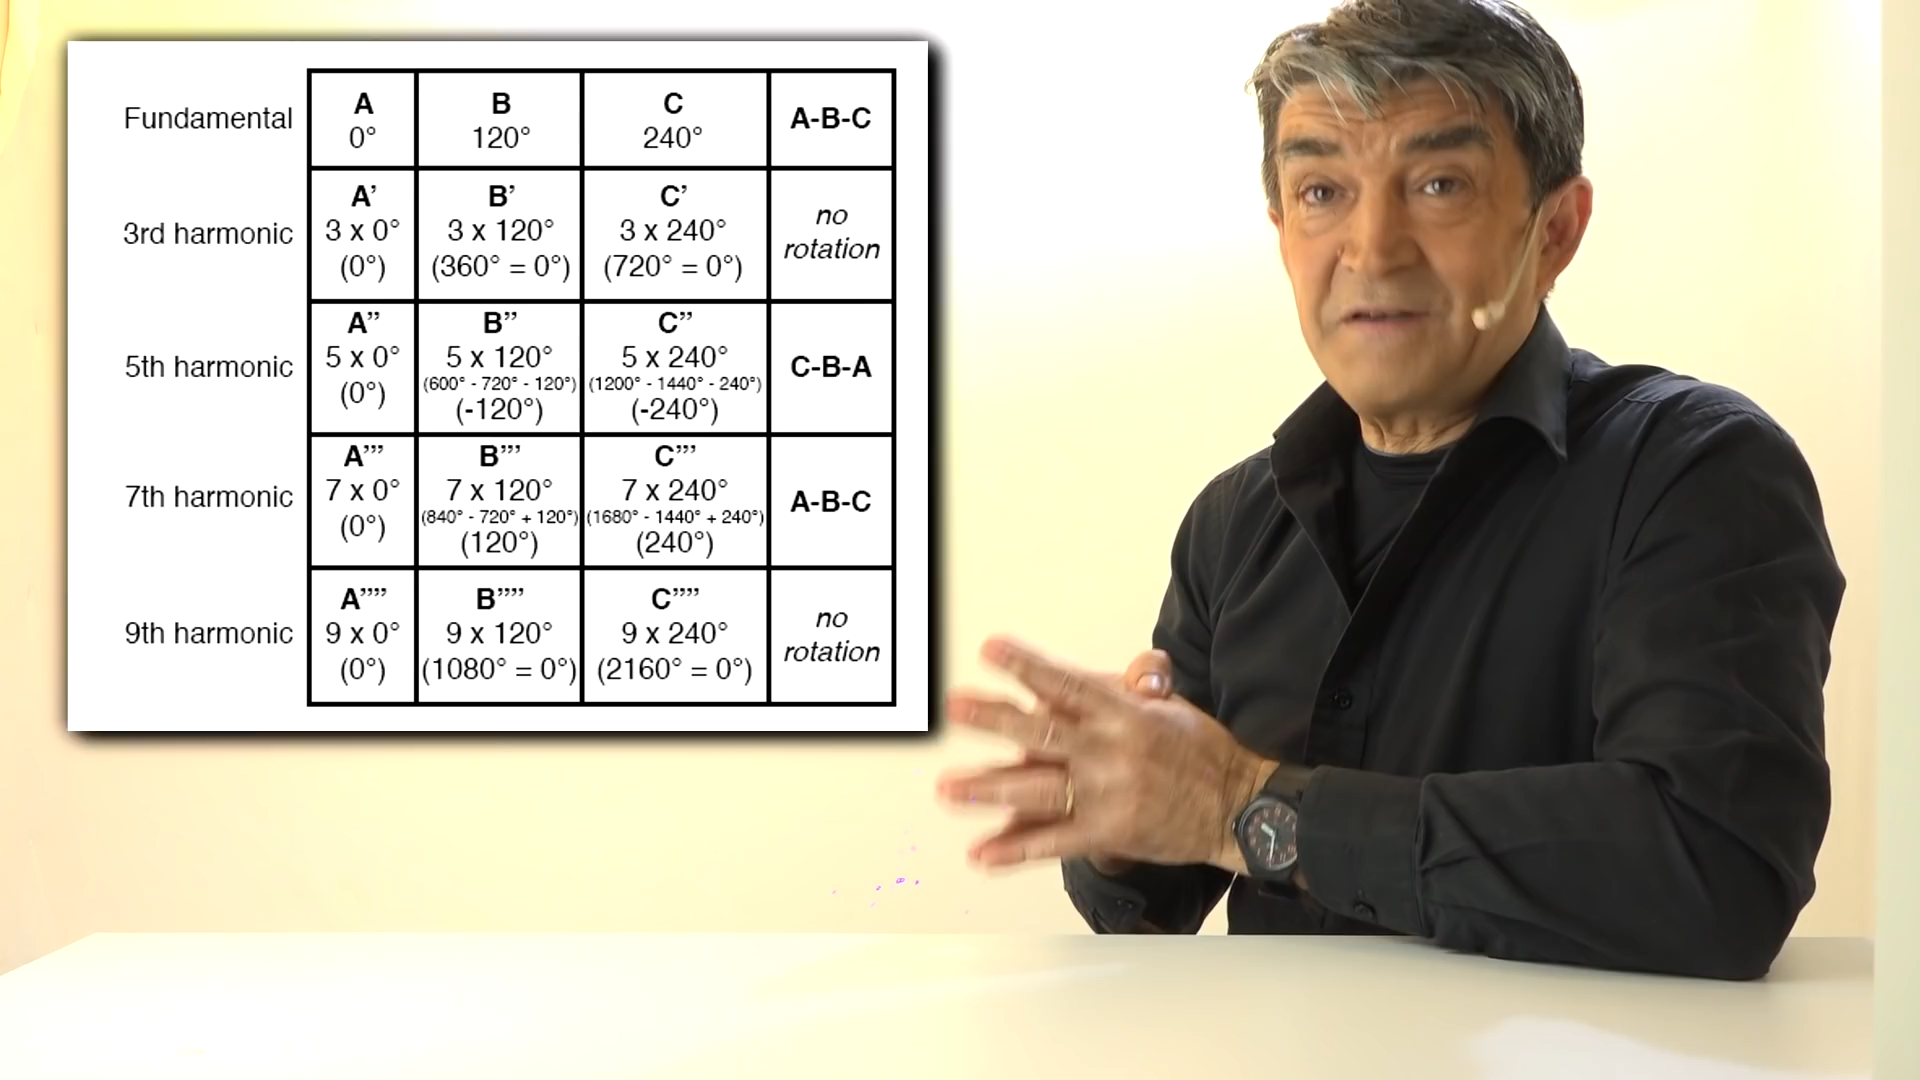 Fundamental
A
0°
B
120°
C
240°
A-B-C
3rd harmonic
A’
3 x 0°
(0°)
B’
3 x 120°
(360° = 0°)
C’
3 x 240°
(720° = 0°)
no
rotation
5th harmonic
A’’
5 x 0°
(0°)
B’’
5 x 120°
(600° - 720° - 120°)
(-120°)
C’’
5 x 240°
(1200° - 1440° - 240°)
(-240°)
C-B-A
7th harmonic
A’’’
7 x 0°
(0°)
B’’’
7 x 120°
(840° - 720° + 120°)
(120°)
C’’’
7 x 240°
(1680° - 1440° + 240°)
(240°)
A-B-C
9th harmonic
A’’’’
9 x 0°
(0°)
B’’’’
9 x 120°
(1080° = 0°)
C’’’’
9 x 240°
(2160° = 0°)
no
rotation